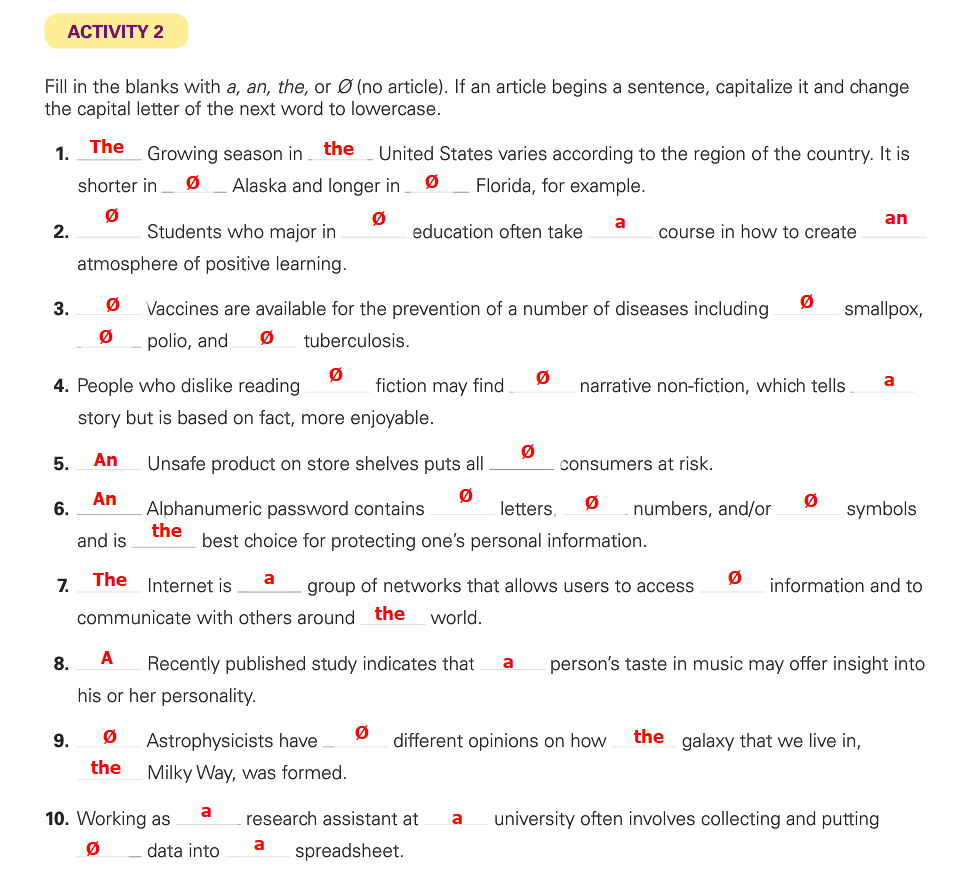 ACTIVITY 2
Fill in the blanks with a, an, the, or Ø (no article). If an article begins a sentence, capitalize it and change
the capital letter of the next word to lowercase.
1. The Growing season in the United States varies according to the region of the country. It is
shorter in Ø Alaska and longer in Ø Florida, for example.
2. Ø Students who major in Ø education often take a course in how to create an
atmosphere of positive learning.
3. Ø Vaccines are available for the prevention of a number of diseases including Ø smallpox,
Ø polio, and Ø tuberculosis.
4. People who dislike reading Ø fiction may find Ø narrative non-fiction, which tells a
story but is based on fact, more enjoyable.
5. An Unsafe product on store shelves puts all Ø consumers at risk.
6. An Alphanumeric password contains Ø letters, Ø numbers, and/or Ø symbols
and is the best choice for protecting one's personal information.
7. The Internet is a group of networks that allows users to access Ø information and to
communicate with others around the world.
8. A Recently published study indicates that a person's taste in music may offer insight into
his or her personality.
9. Ø Astrophysicists have Ø different opinions on how the galaxy that we live in,
the Milky Way, was formed.
10. Working as a research assistant at a university often involves collecting and putting
Ø data into a spreadsheet.